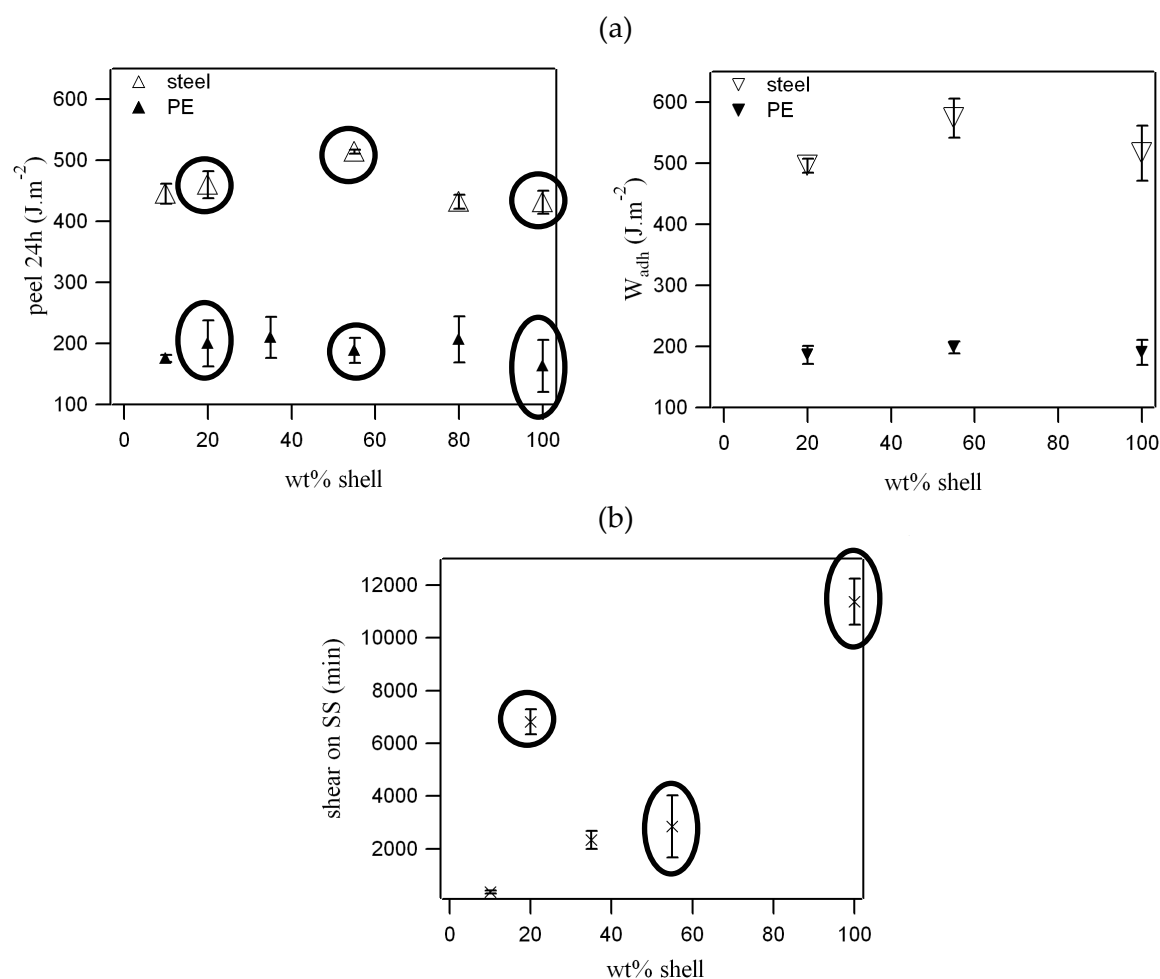 (a)
steel
PE
600
500
400
300
200
100
peel 24h (J.m-2)
0 20 40 60 80 100
wt% shell
steel
PE
600
500
400
300
200
100
Wadh (J.m-2)
0 20 40 60 80 100
wt% shell
(b)
12000
10000
8000
6000
4000
2000
shear on SS (min)
0 20 40 60 80 100
wt% shell